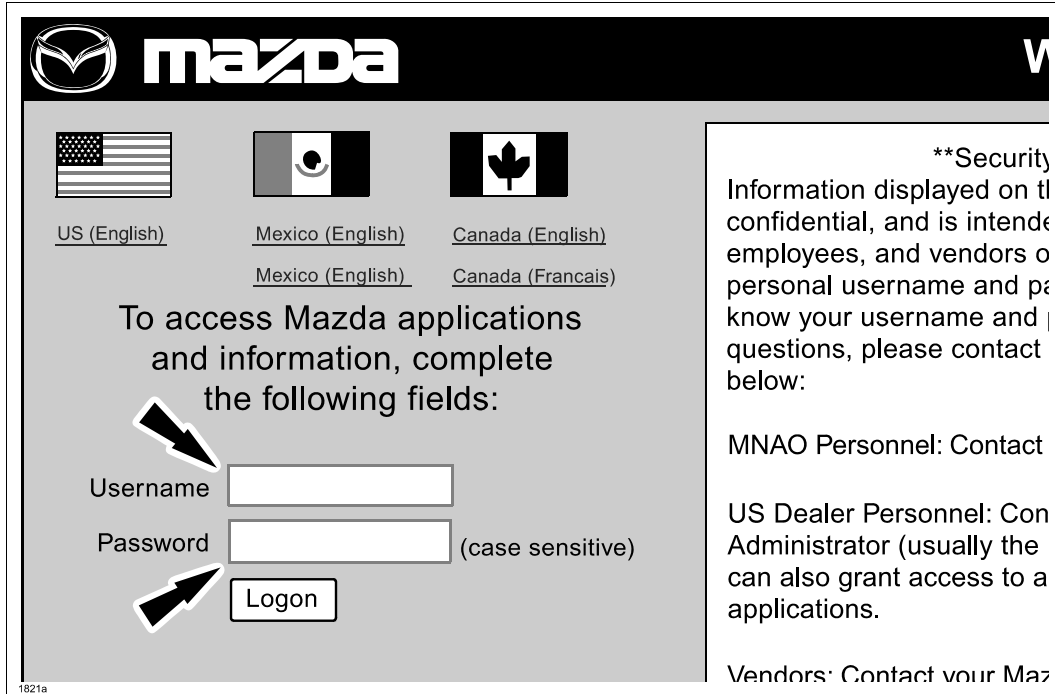 mazda
US (English)
Mexico (English)
Canada (English)
Mexico (English)
Canada (Francais)
To access Mazda applications
and information, complete
the following fields:
Username
Password
(case sensitive)
Logon
**Security
Information displayed on
confidential, and is
employees, and vendors
personal username and
know your username and
questions, please contact
below:
MNAO Personnel: Contact
US Dealer Personnel:
Administrator (usually the
can also grant access to a
applications.
Vendors: Contact your
1821a